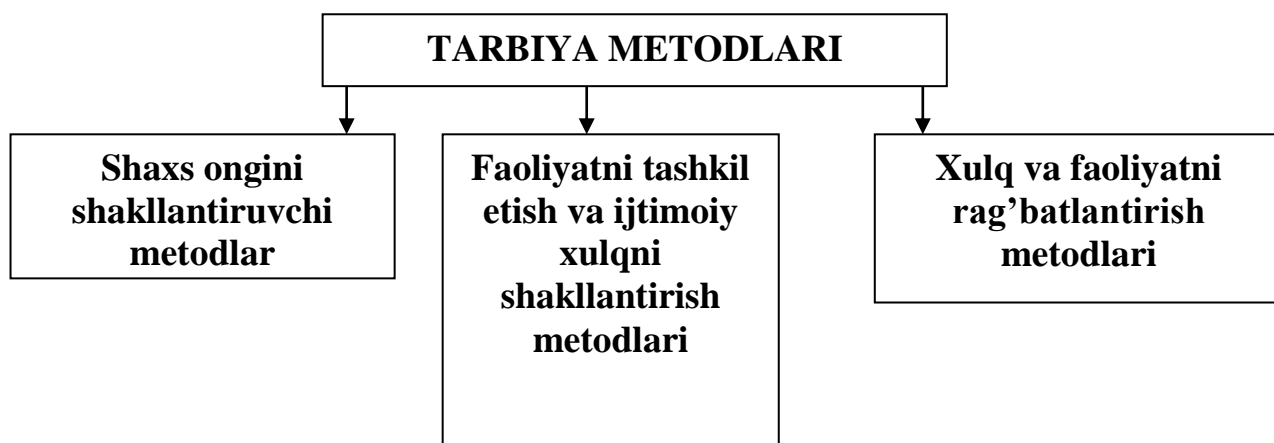 TARBIYA METODLARI
Shaxs ongini
shakllantiruvchi
metodlar
Faoliyatni tashkil
etish va ijtimoiy
xulqni
shakllantirish
metodlari
Xulq va faoliyatni
rag’batlantirish
metodlari